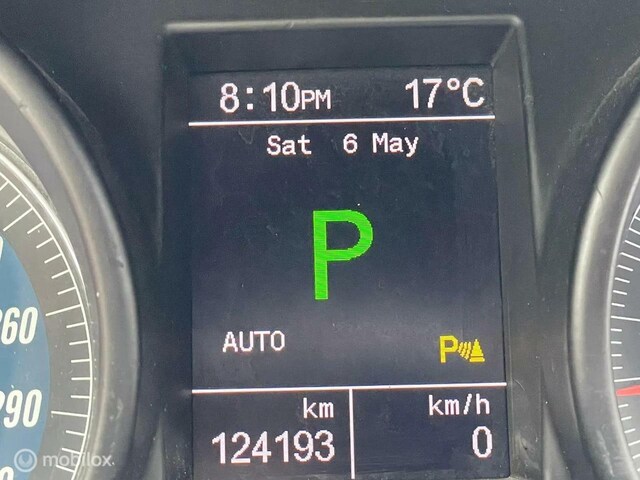 8:10PM 17°C
Sat 6 May
P
AUTO
P
km km/h
124193 0
260
290
© mobilox